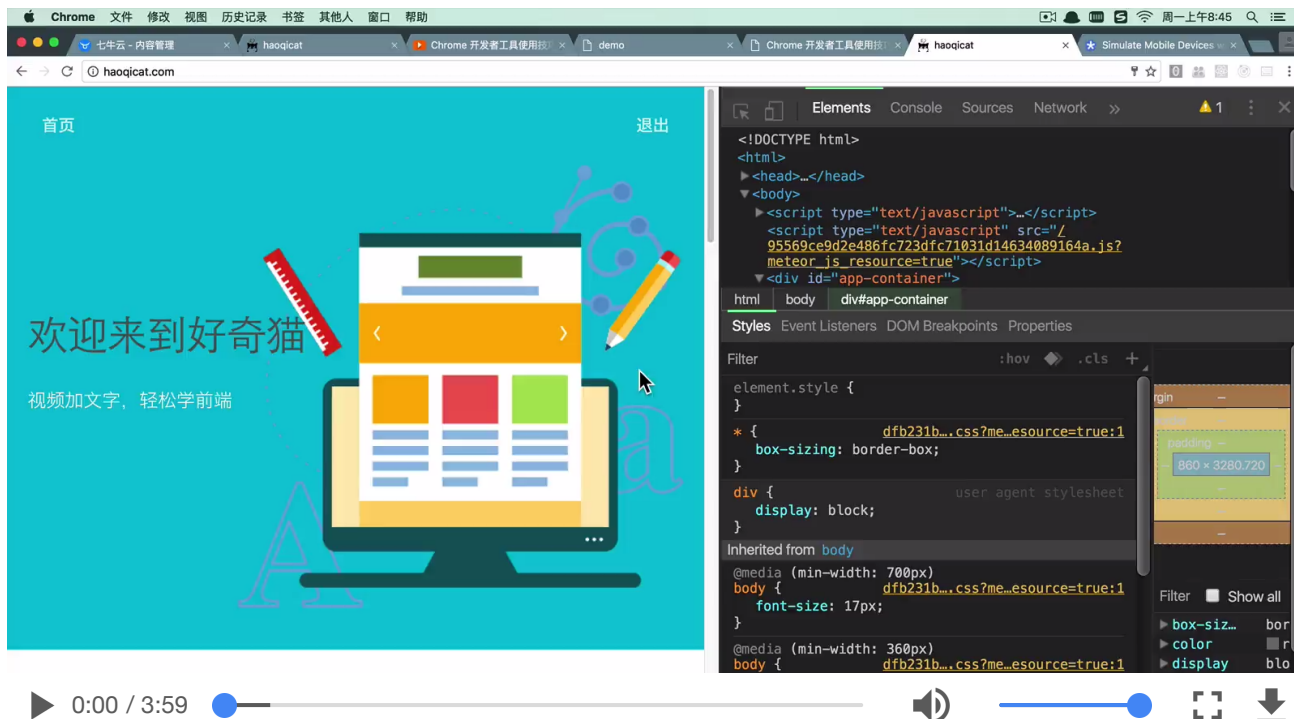 Chrome 文件 修改 视图 历史记录 书签 其他人 窗口 帮助 周一上午8:45
七牛云 - 内容管理 haoqicat Chrome 开发者工具使用技 demo Chrome 开发者工具使用技 haoqicat Simulate Mobile Devices
haoqicat.com
首页 退出
欢迎来到好奇猫
视频加文字，轻松学前端
A
a
Elements Console Sources Network » 1
<!DOCTYPE html>
<html>
<head>…</head>
<body>
<script type="text/javascript">…</script>
<script type="text/javascript" src="/
95569ce9d2e486fc723dfc71031d14634089164a.js?
meteor_js_resource=true"></script>
<div id="app-container">
html body div#app-container
Styles Event Listeners DOM Breakpoints Properties
Filter :hov .cls +
element.style {
}
* { dfb231b….css?me…esource=true:1
box-sizing: border-box;
}
div { user agent stylesheet
display: block;
}
Inherited from body
@media (min-width: 700px)
body { dfb231b….css?me…esource=true:1
font-size: 17px;
}
@media (min-width: 360px)
body { dfb231b….css?me…esource=true:1
rgin –
padding –
860 × 3280.720
–
–
Filter Show all
box-siz… bor
color r
display blo
0:00 / 3:59